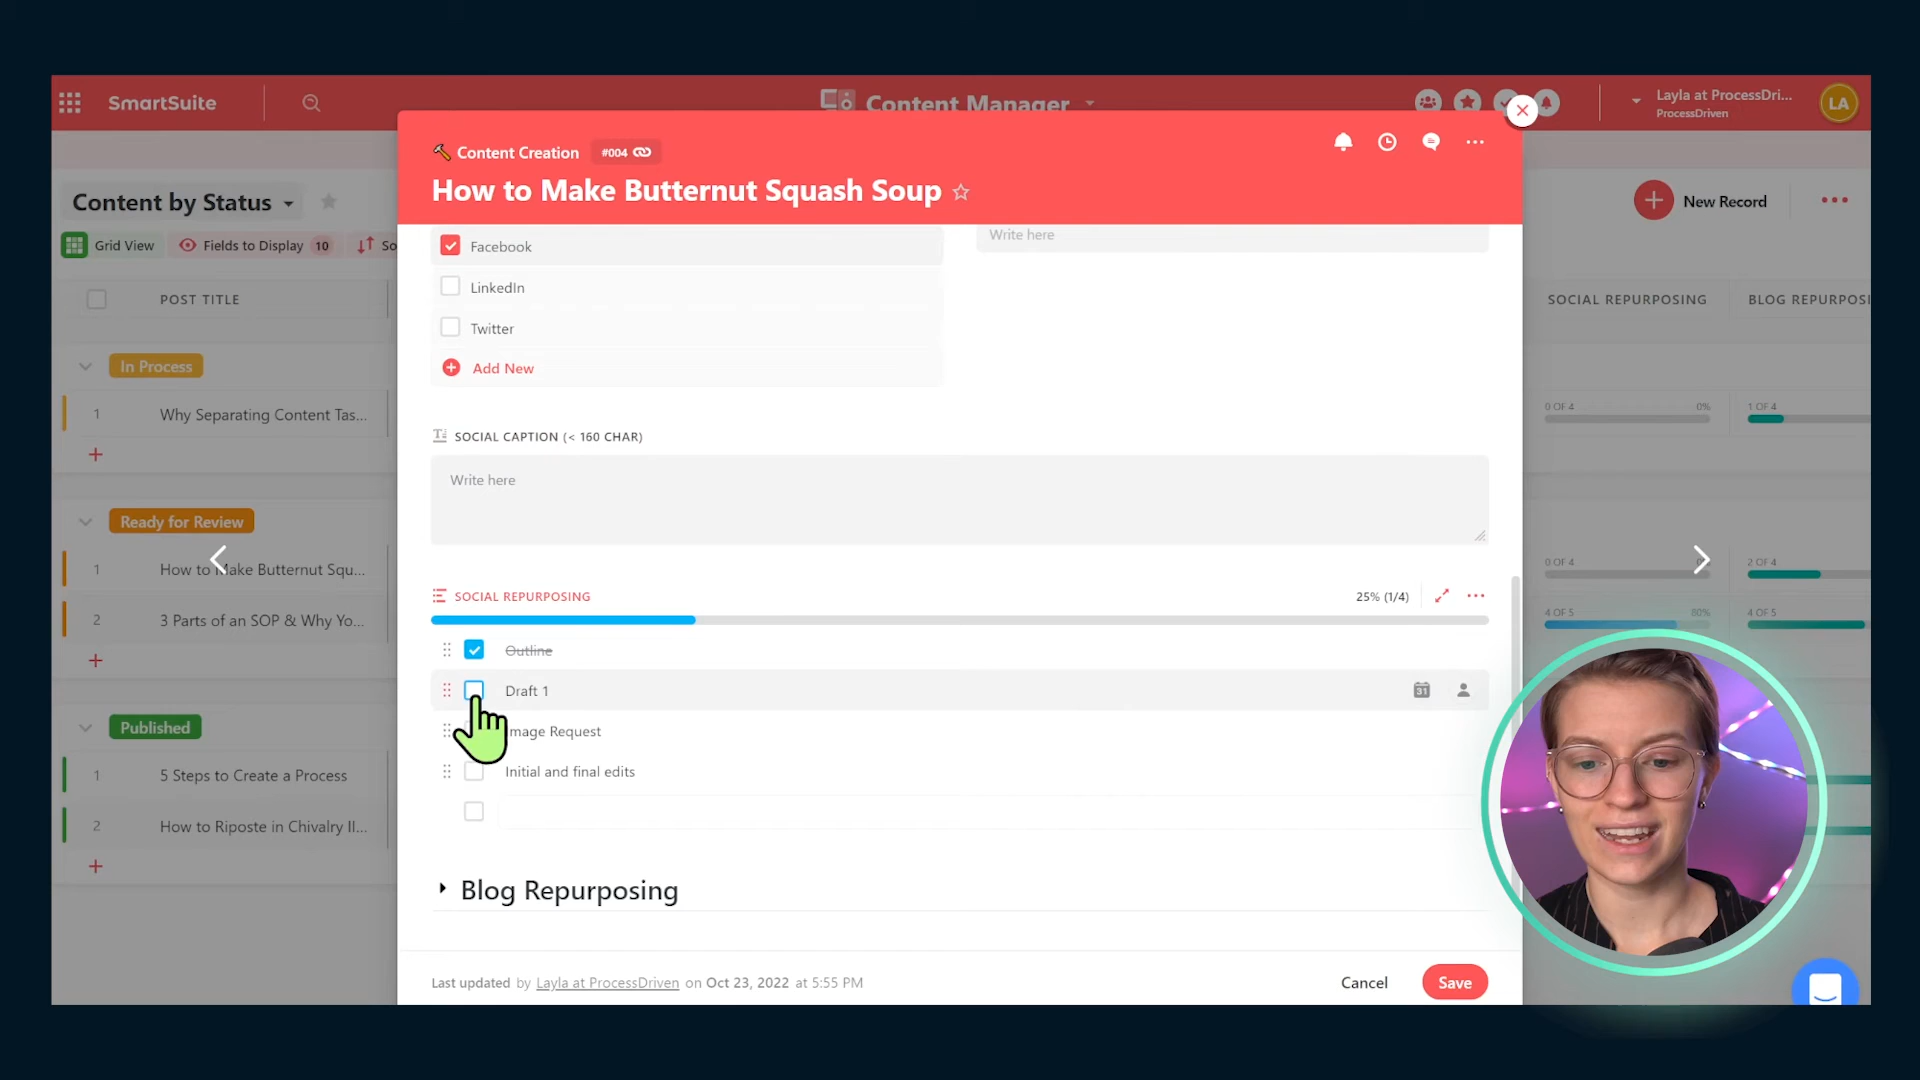 SmartSuite
Content Manager
Layla at ProcessDri...
ProcessDriven
LA
Content Creation
#004
How to Make Butternut Squash Soup
Content by Status
New Record
Grid View
Fields to Display 10
So
POST TITLE
SOCIAL REPURPOSING
BLOG REPURPOSI
Facebook
Write here
LinkedIn
Twitter
Add New
In Process
1 Why Separating Content Tas...
0 OF 4 0%
1 OF 4
SOCIAL CAPTION (< 160 CHAR)
Write here
Ready for Review
1 How to Make Butternut Squ...
0 OF 4
2 OF 4
2 3 Parts of an SOP & Why Yo...
4 OF 5 80%
4 OF 5
SOCIAL REPURPOSING
25% (1/4)
Outline
Draft 1
31
mage Request
Initial and final edits
Published
1 5 Steps to Create a Process
2 How to Riposte in Chivalry II...
Blog Repurposing
Last updated by Layla at ProcessDriven on Oct 23, 2022 at 5:55 PM
Cancel
Save